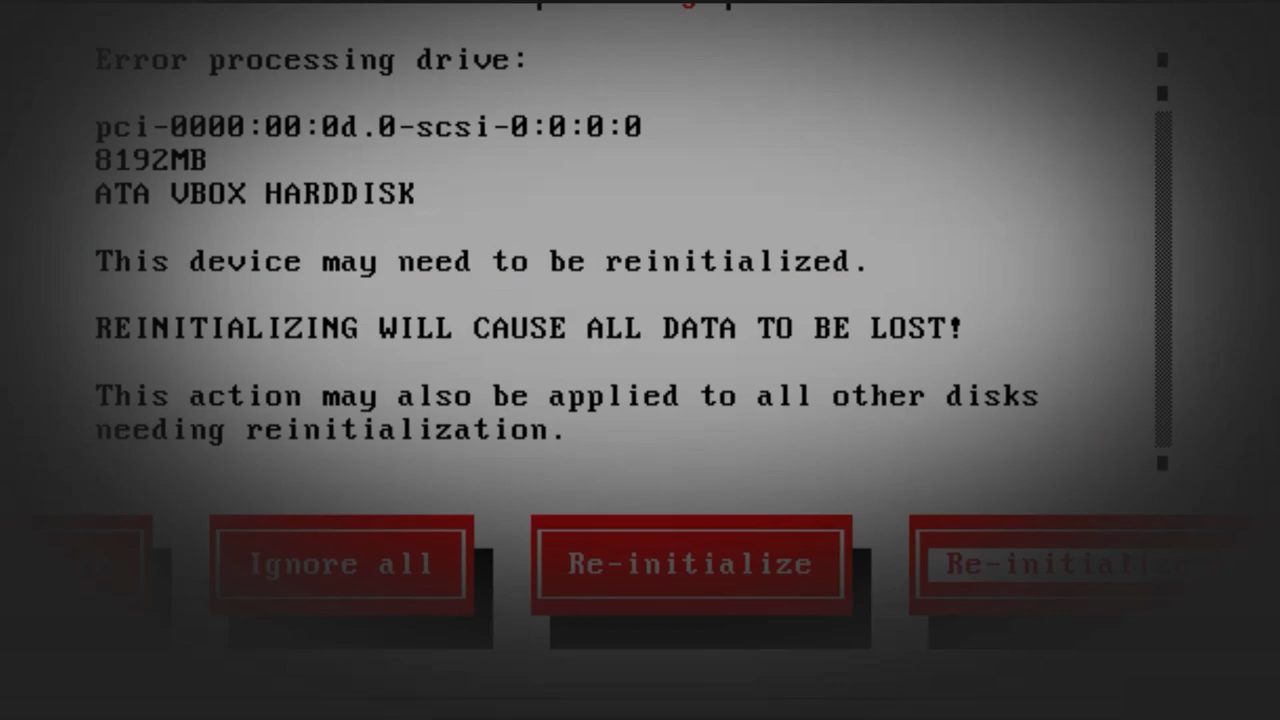 Error processing drive:
pci-0000:00:0d.0-scsi-0:0:0:0
8192MB
ATA VBOX HARDDISK
This device may need to be reinitialized.
REINITIALIZING WILL CAUSE ALL DATA TO BE LOST!
This action may also be applied to all other disks
needing reinitialization.
Ignore all
Re-initialize